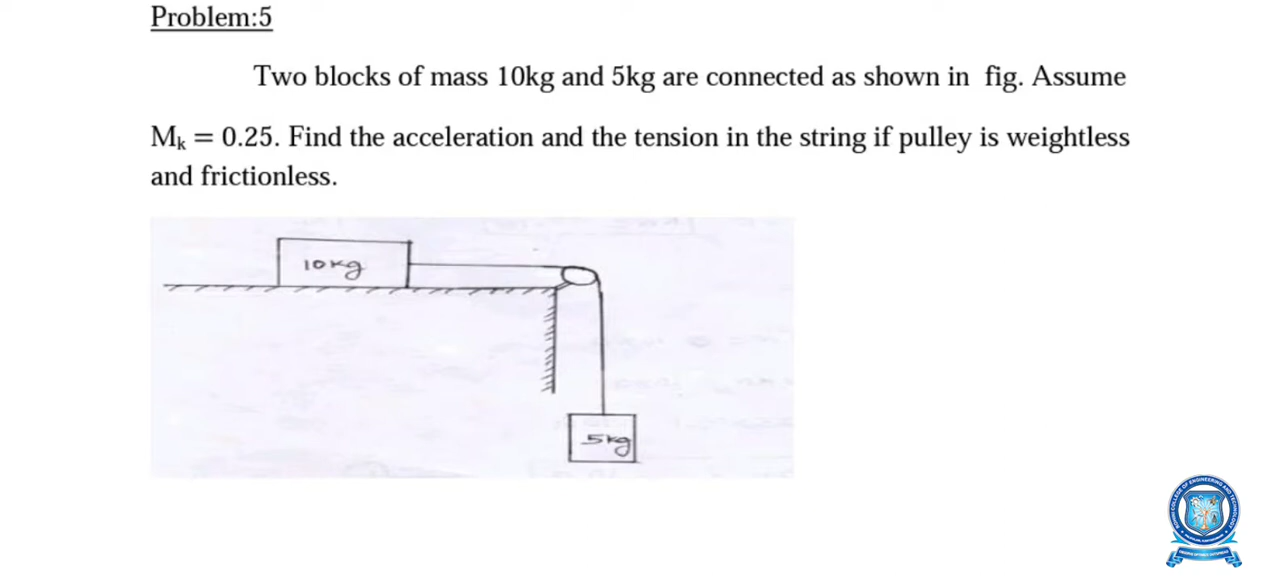 Problem:5
Two blocks of mass 10kg and 5kg are connected as shown in fig. Assume
Mk = 0.25. Find the acceleration and the tension in the string if pulley is weightless
and frictionless.
10kg
5kg